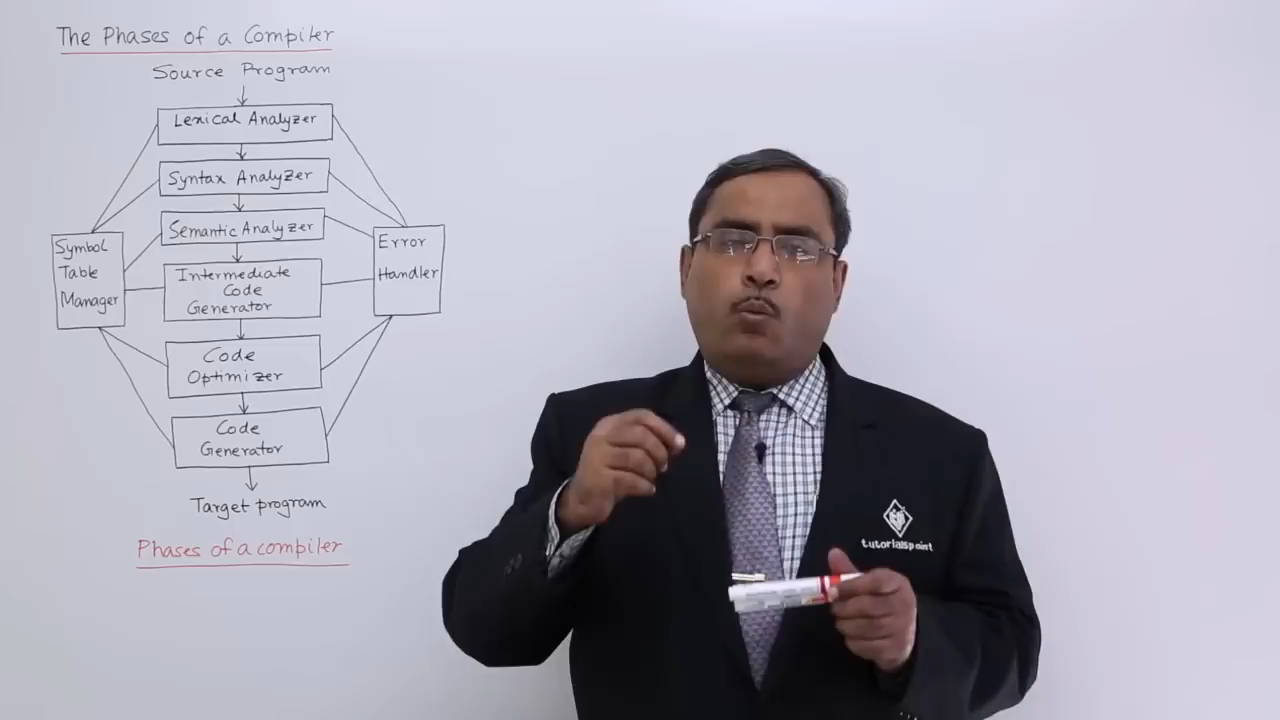 The Phases of a Compiler
Source Program
Lexical Analyzer
Syntax Analyzer
Semantic Analyzer
Symbol
Table
Manager
Error
Handler
Intermediate
Code
Generator
Code
Optimizer
Code
Generator
Target program
Phases of a compiler
tutorialspoint